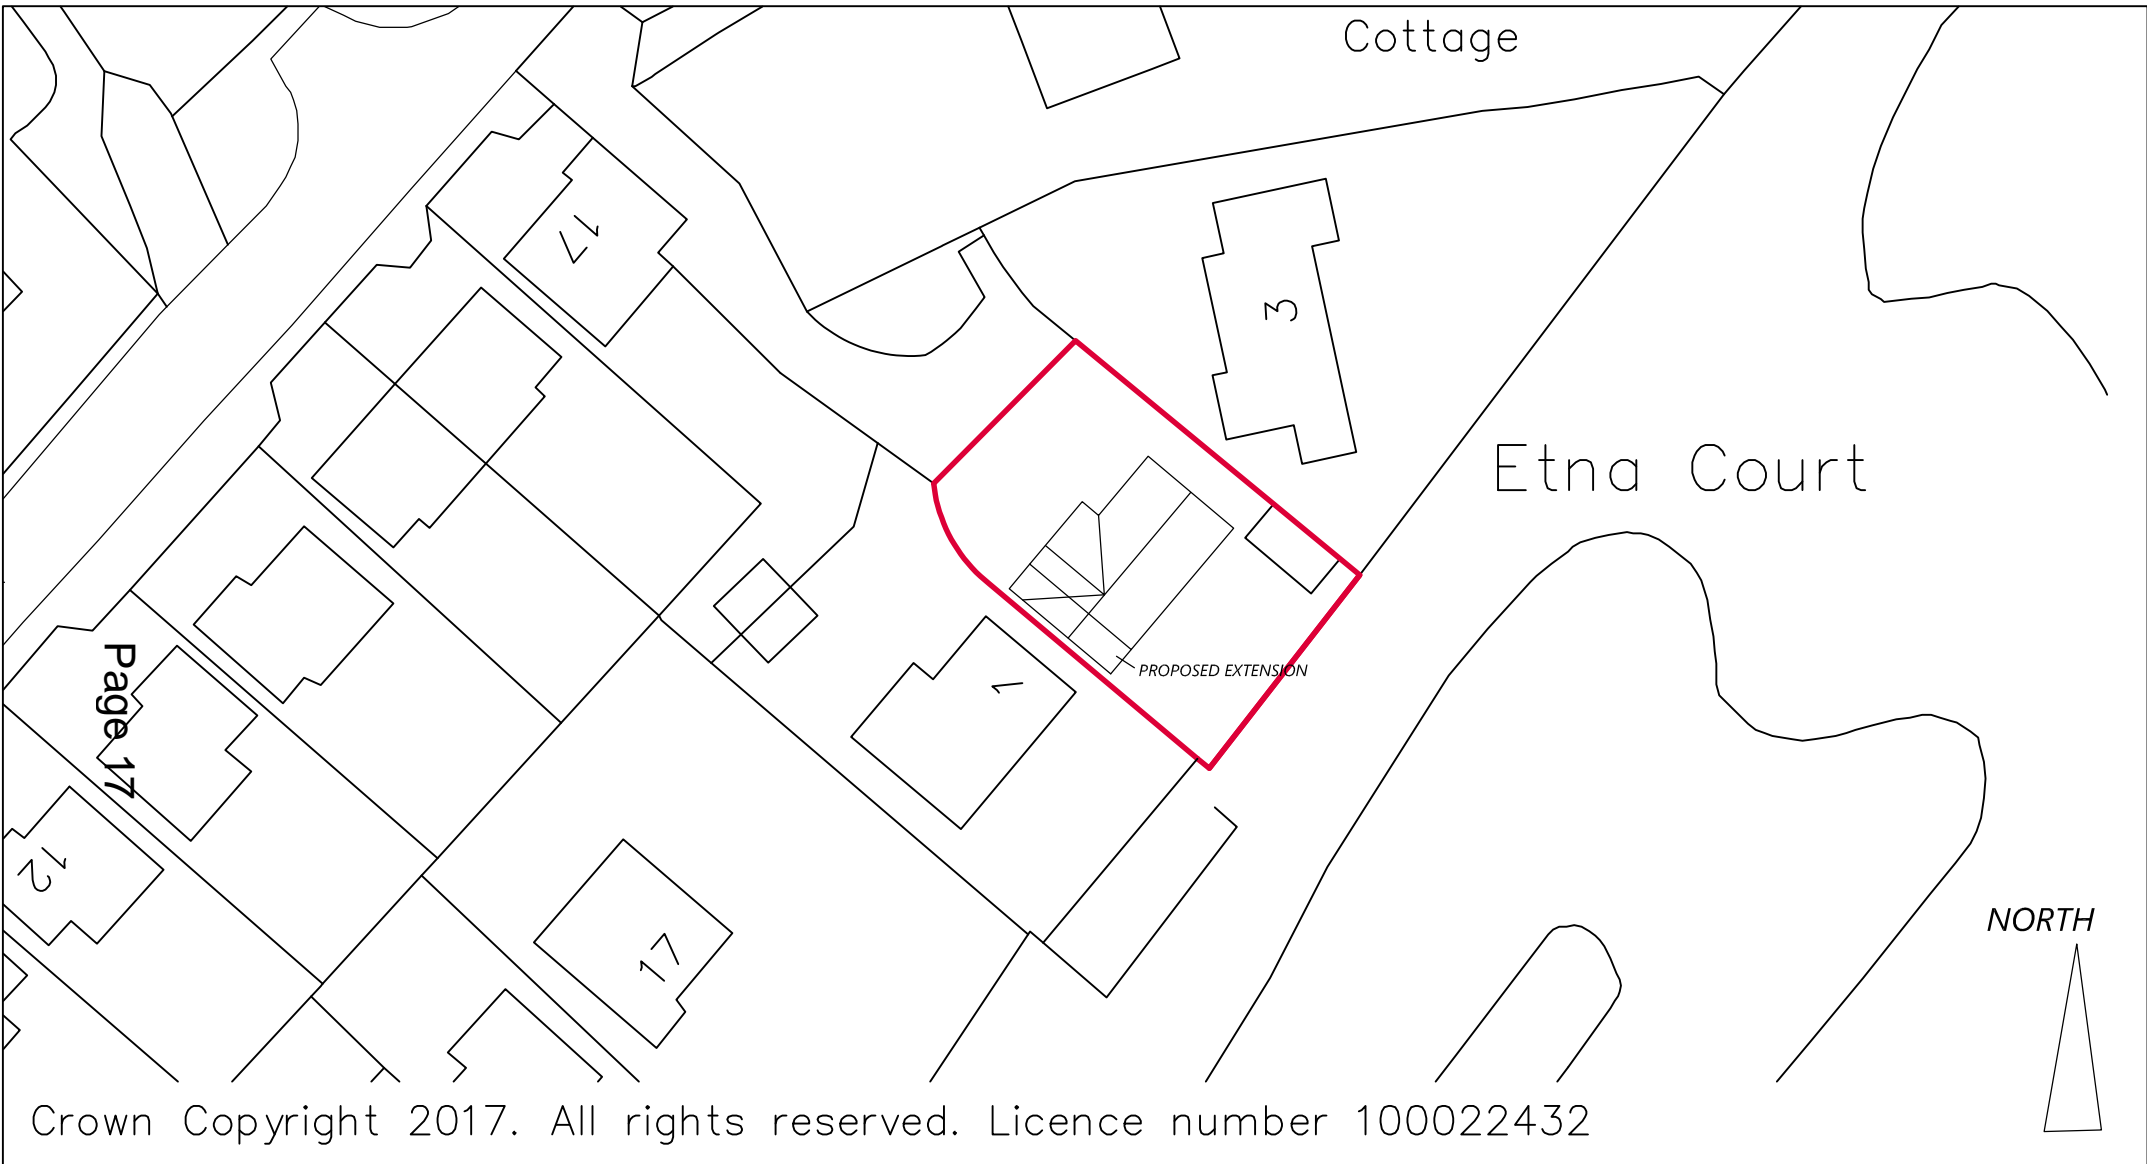 Cottage
17
3
Etna Court
1
PROPOSED EXTENSION
Page 17
12
17
NORTH
Crown Copyright 2017. All rights reserved. Licence number 100022432